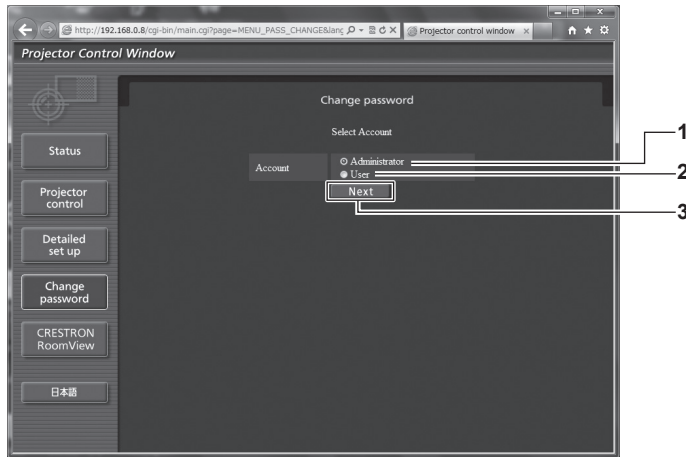 http://192.168.0.8/cgi-bin/main.cgi?page=MENU_PASS_CHANGE&lang
Projector control window
Projector Control Window
Change password
Select Account
Account
Administrator
User
Next
Status
Projector
control
Detailed
set up
Change
password
CRESTRON
RoomView
日本語
1
2
3